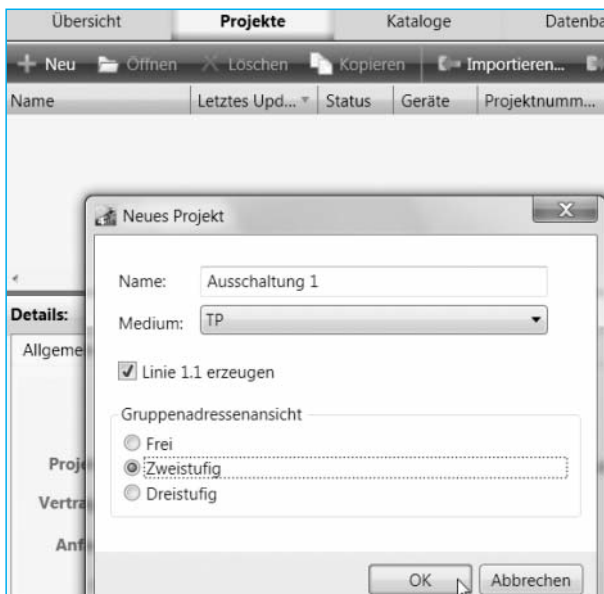 Übersicht Projekte Kataloge Datenba
Neu Öffnen Löschen Kopieren Importieren...
Name Letztes Upd... Status Geräte Projektnumm...
Neues Projekt
Name: Ausschaltung 1
Details:
Medium: TP
Allgeme
Linie 1.1 erzeugen
Gruppenadressenansicht
Frei
Proje
Zweistufig
Dreistufig
Vertra
Anf
OK Abbrechen